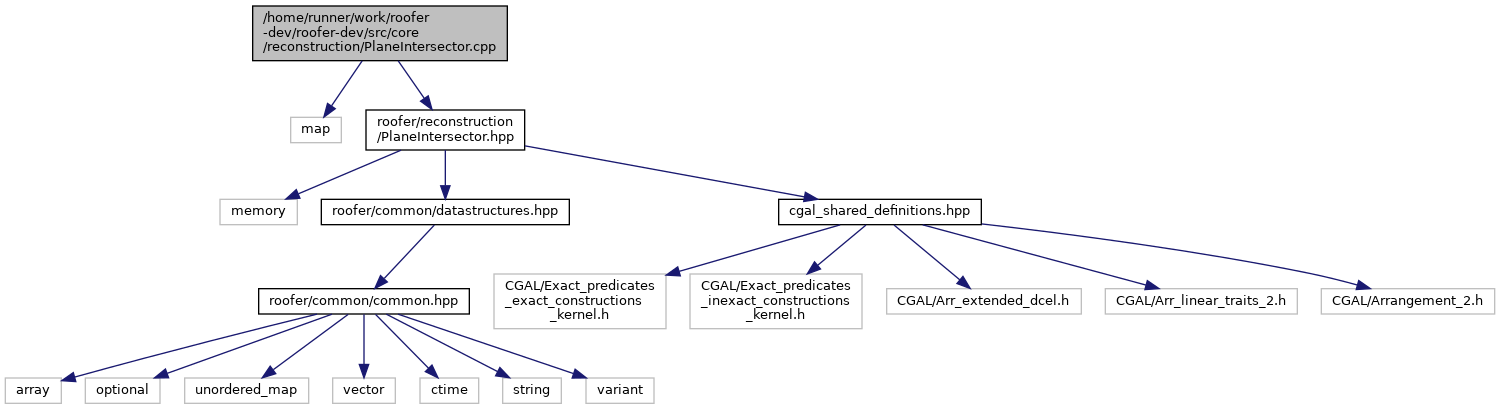 /home/runner/work/roofer
-dev/roofer-dev/src/core
/reconstruction/PlaneIntersector.cpp
map
roofer/reconstruction
/PlaneIntersector.hpp
memory
roofer/common/datastructures.hpp
cgal_shared_definitions.hpp
roofer/common/common.hpp
CGAL/Exact_predicates
_exact_constructions
_kernel.h
CGAL/Exact_predicates
_inexact_constructions
_kernel.h
CGAL/Arr_extended_dcel.h
CGAL/Arr_linear_traits_2.h
CGAL/Arrangement_2.h
array
optional
unordered_map
vector
ctime
string
variant